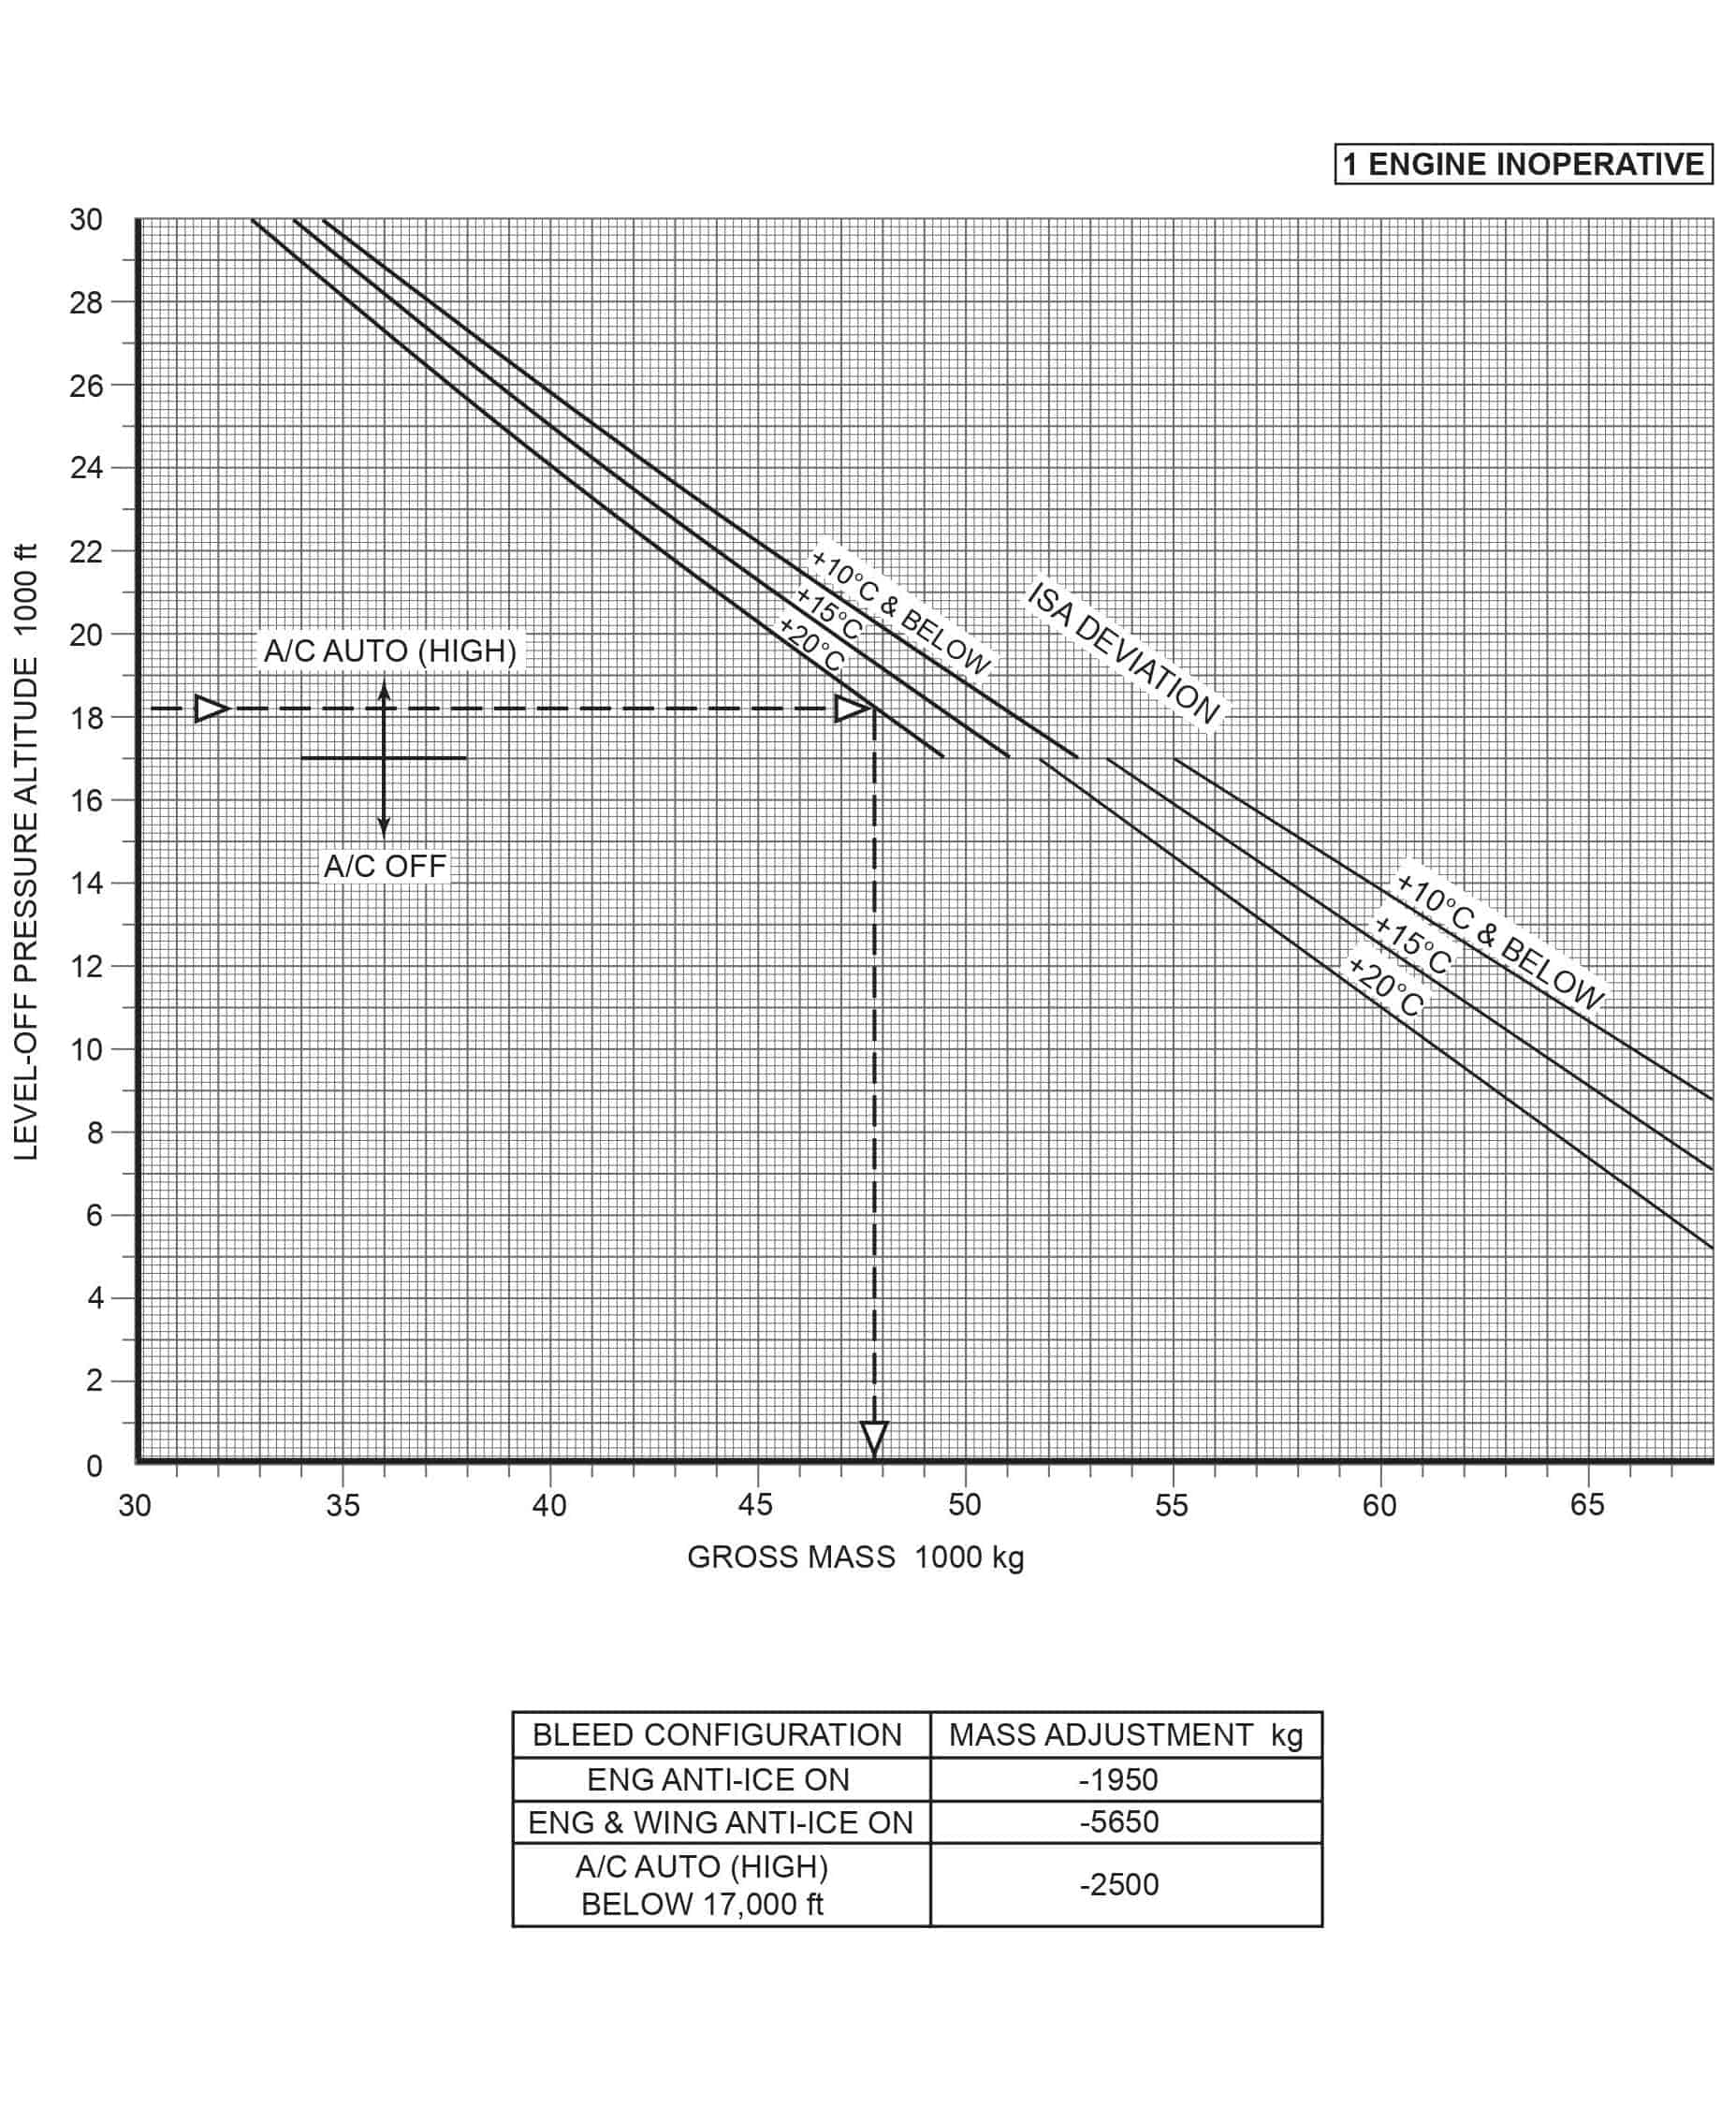 1 ENGINE INOPERATIVE
30
28
26
24
22
20
18
16
14
12
10
8
6
4
2
0
LEVEL-OFF PRESSURE ALTITUDE 1000 ft
A/C AUTO (HIGH)
A/C OFF
+10°C & BELOW
+15°C
+20°C
ISA DEVIATION
+10°C & BELOW
+15°C
+20°C
30 35 40 45 50 55 60 65
GROSS MASS 1000 kg
BLEED CONFIGURATION MASS ADJUSTMENT kg
ENG ANTI-ICE ON -1950
ENG & WING ANTI-ICE ON -5650
A/C AUTO (HIGH)
BELOW 17,000 ft -2500